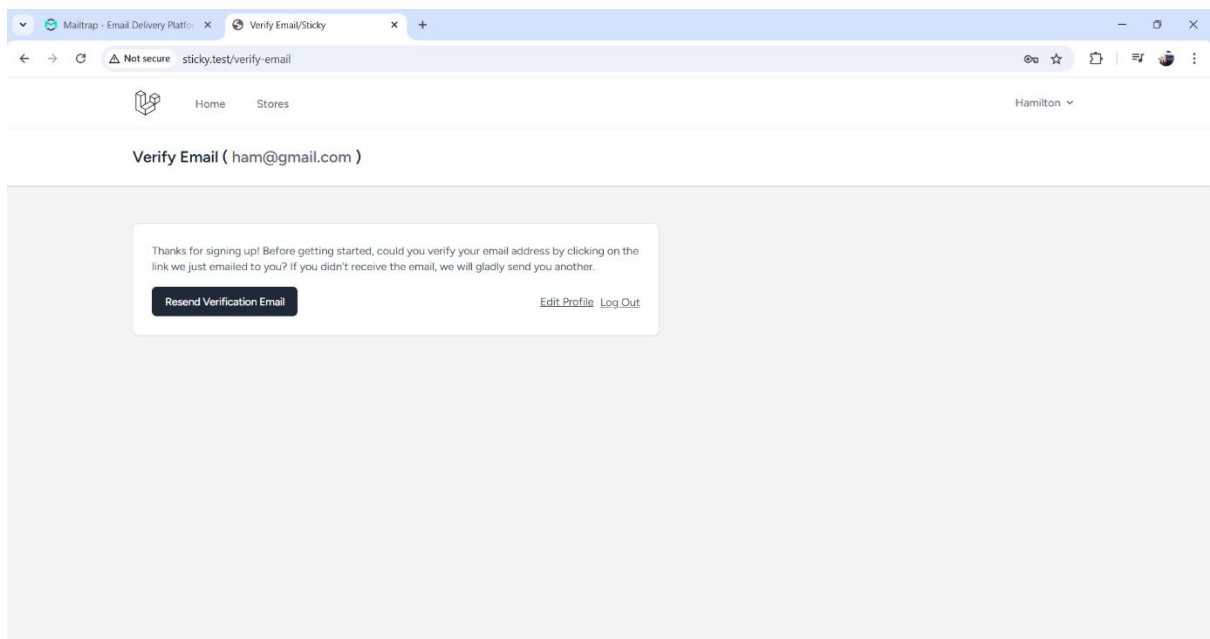 Mailtrap - Email Delivery Platfor
Verify Email/Sticky
Not secure
sticky.test/verify-email
Home
Stores
Hamilton
Verify Email ( ham@gmail.com )
Thanks for signing up! Before getting started, could you verify your email address by clicking on the
link we just emailed to you? If you didn't receive the email, we will gladly send you another.
Resend Verification Email
Edit Profile
Log Out